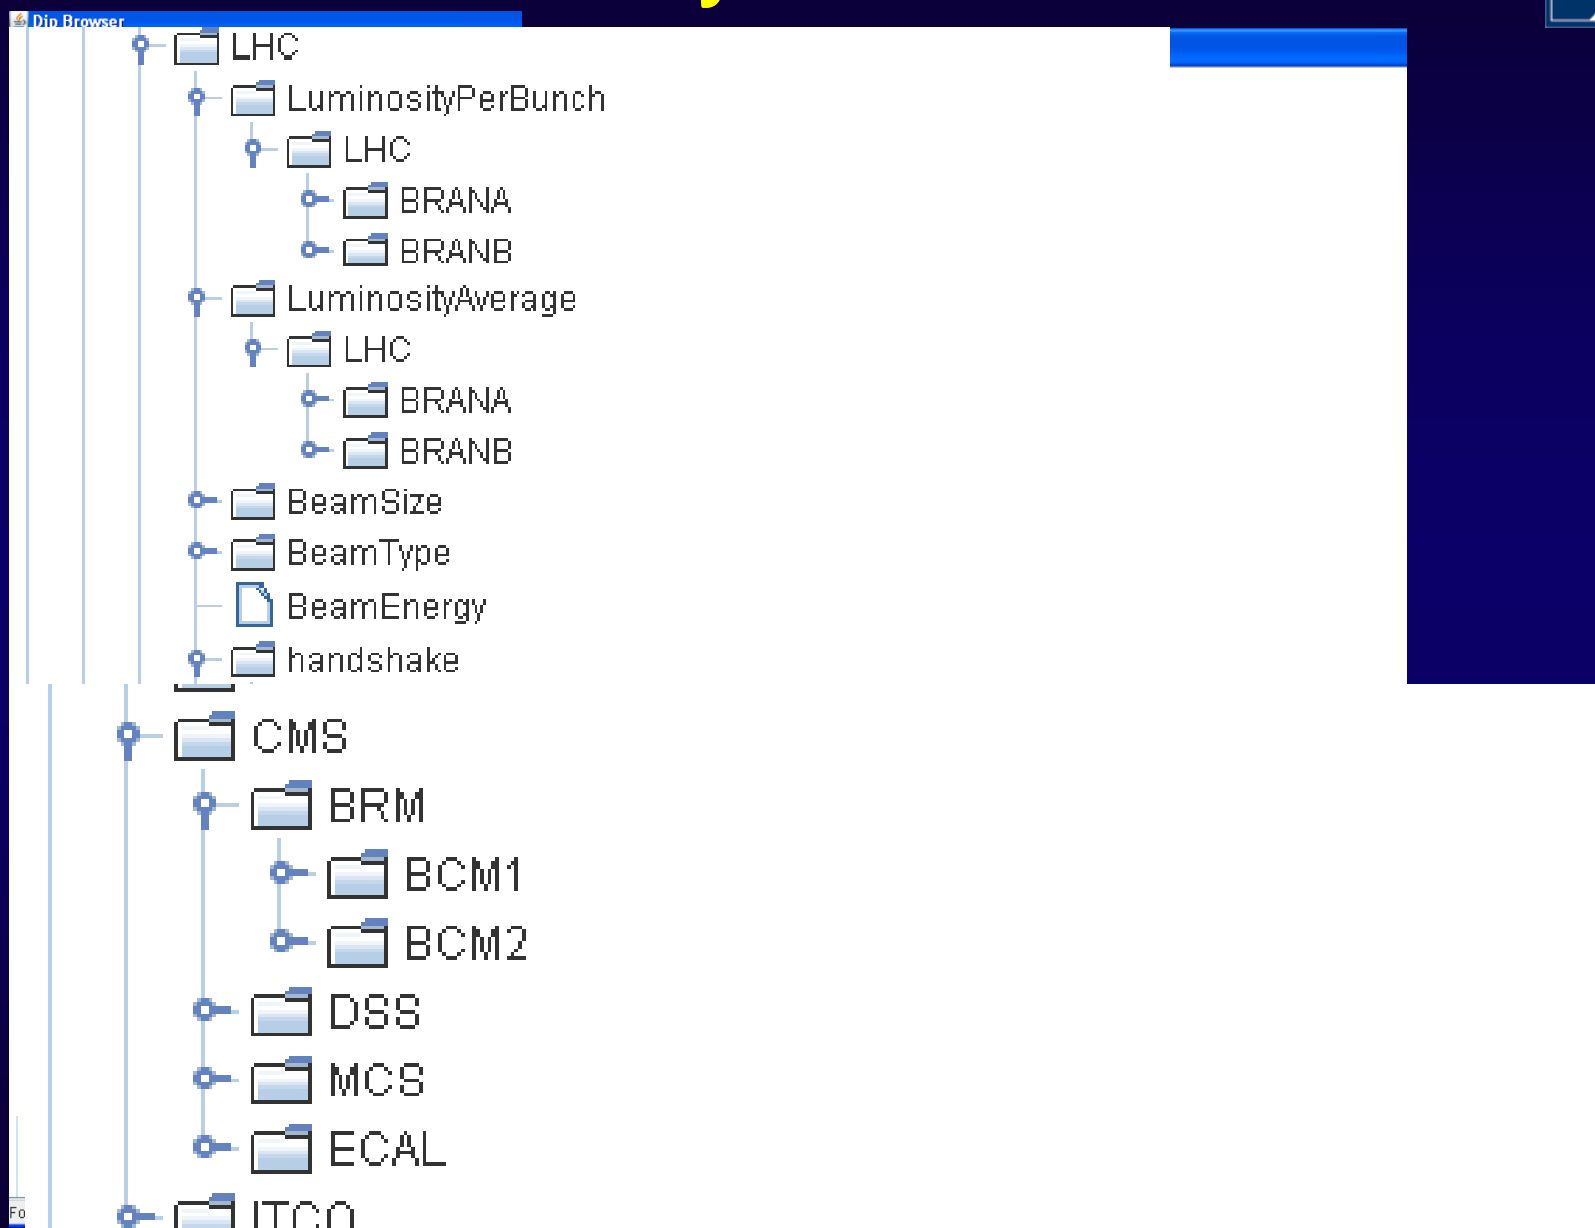 Dip Browser
LHC
LuminosityPerBunch
LHC
BRANA
BRANB
LuminosityAverage
LHC
BRANA
BRANB
BeamSize
BeamType
BeamEnergy
handshake
CMS
BRM
BCM1
BCM2
DSS
MCS
ECAL
Fo